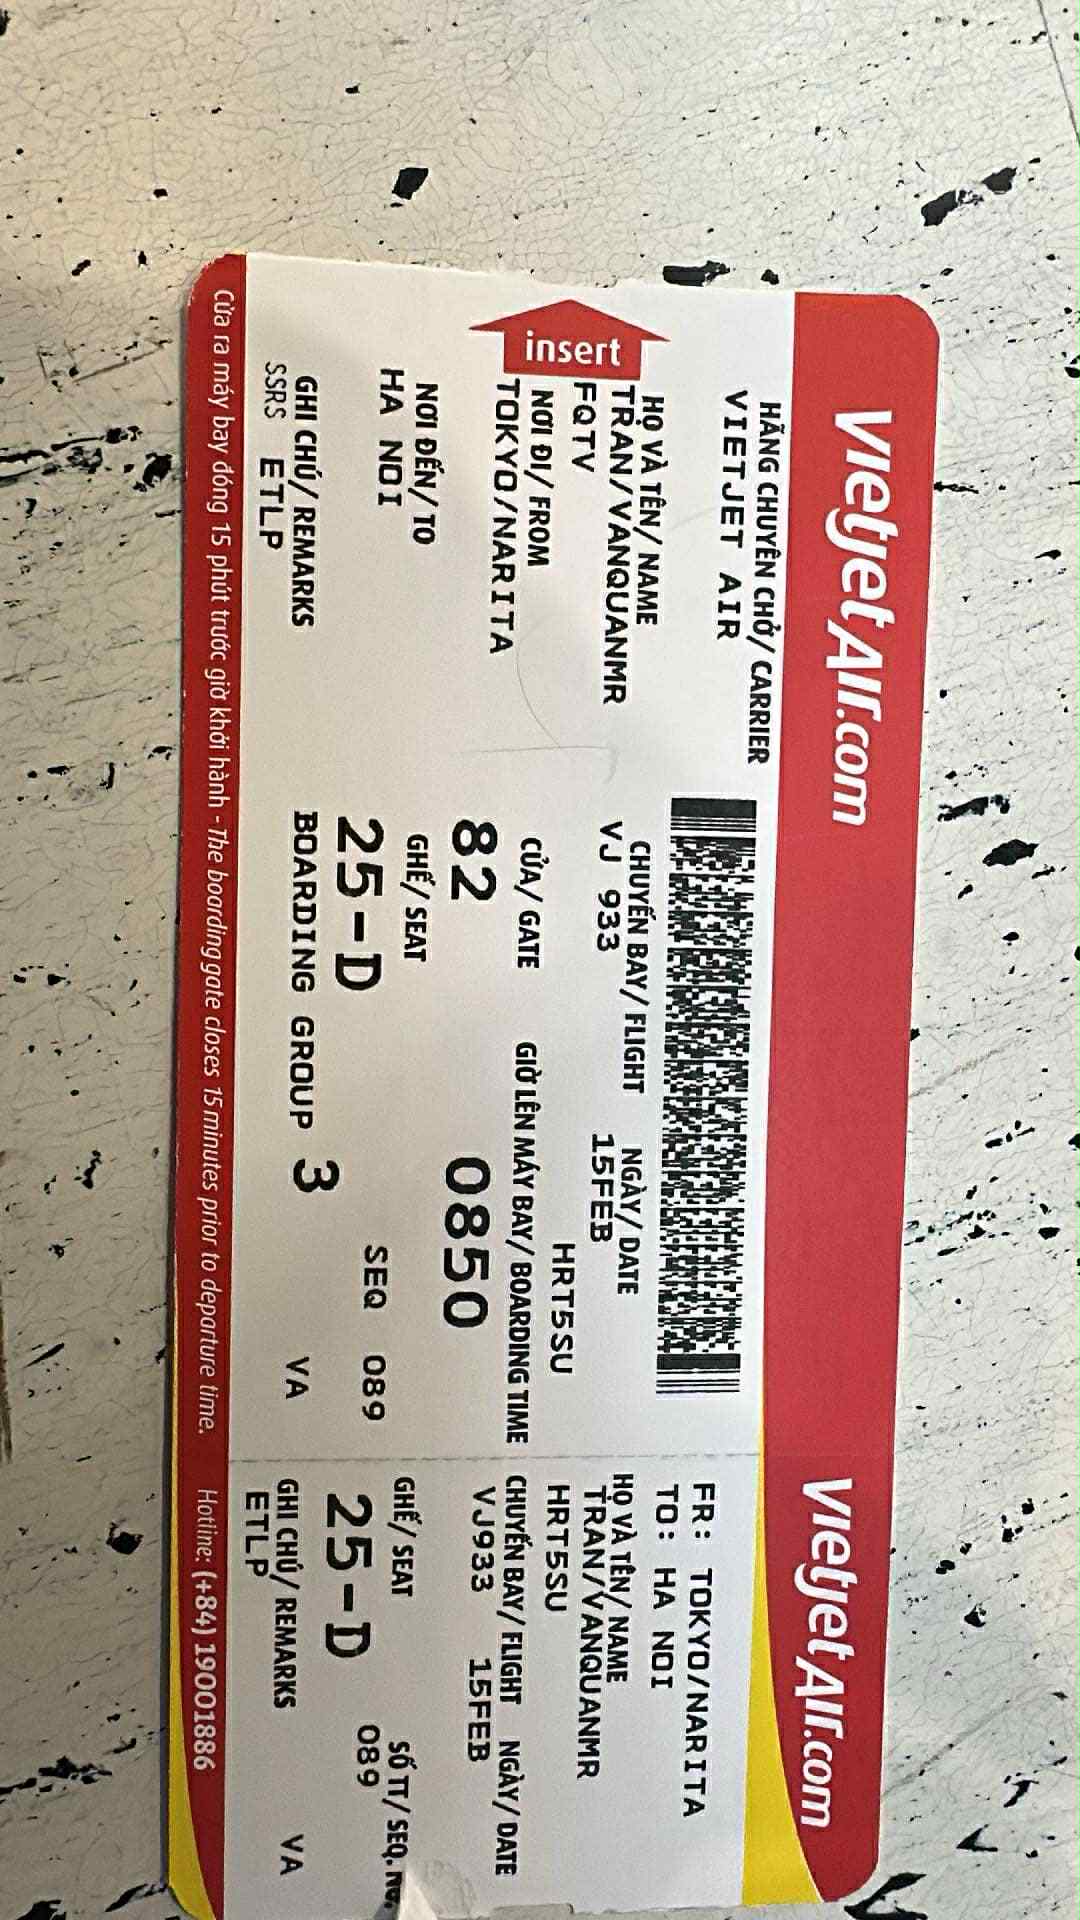 vietjetAir.com
HÃNG CHUYÊN CHỞ/ CARRIER
VIETJET AIR
insert
HỌ VÀ TÊN/ NAME
TRAN/VANQUANMR
FQTV
NƠI ĐI/ FROM
TOKYO/NARITA
NƠI ĐẾN/ TO
HA NOI
GHI CHÚ/ REMARKS
SSRS ETLP
CHUYẾN BAY/ FLIGHT NGÀY/ DATE
VJ 933 15FEB
HRT5SU
CỬA/ GATE GIỜ LÊN MÁY BAY/ BOARDING TIME
82 0850
GHẾ/ SEAT
25-D SEQ 089
BOARDING GROUP 3 VA
Cửa ra máy bay đóng 15 phút trước giờ khởi hành - The boarding gate closes 15 minutes prior to departure time.
vietjetAir.com
FR: TOKYO/NARITA
TO: HA NOI
HỌ VÀ TÊN/ NAME
TRAN/VANQUANMR
HRT5SU
CHUYẾN BAY/ FLIGHT NGÀY/ DATE
VJ933 15FEB
GHẾ/ SEAT SỐ TT/ SEQ. No.
25-D 089
GHI CHÚ/ REMARKS
ETLP VA
Hotline: (+84) 19001886